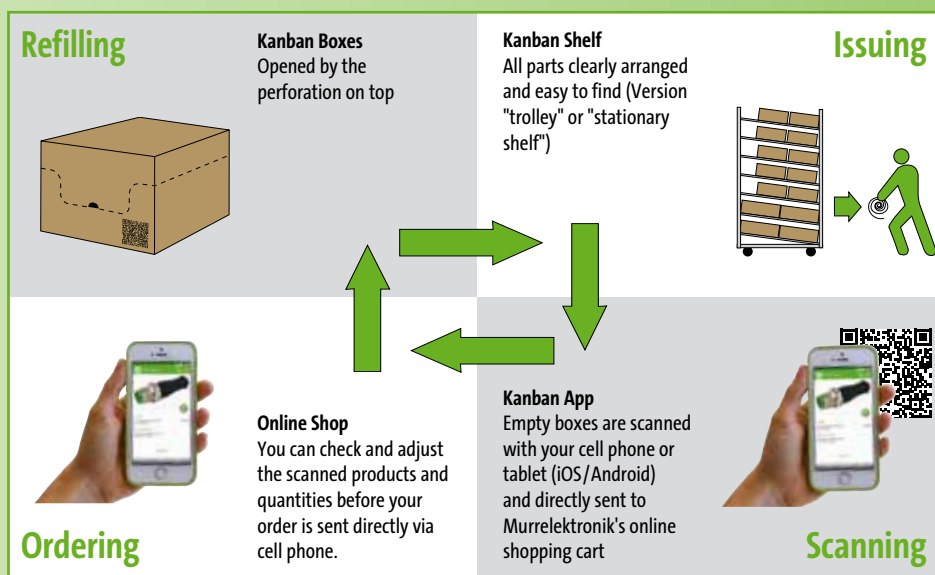 Refilling
Kanban Boxes
Opened by the
perforation on top
Kanban Shelf
All parts clearly arranged
and easy to find (Version
"trolley" or "stationary
shelf")
Issuing
Online Shop
You can check and adjust
the scanned products and
quantities before your
order is sent directly via
cell phone.
Ordering
Kanban App
Empty boxes are scanned
with your cell phone or
tablet (iOS/Android)
and directly sent to
Murrelektronik's online
shopping cart
Scanning